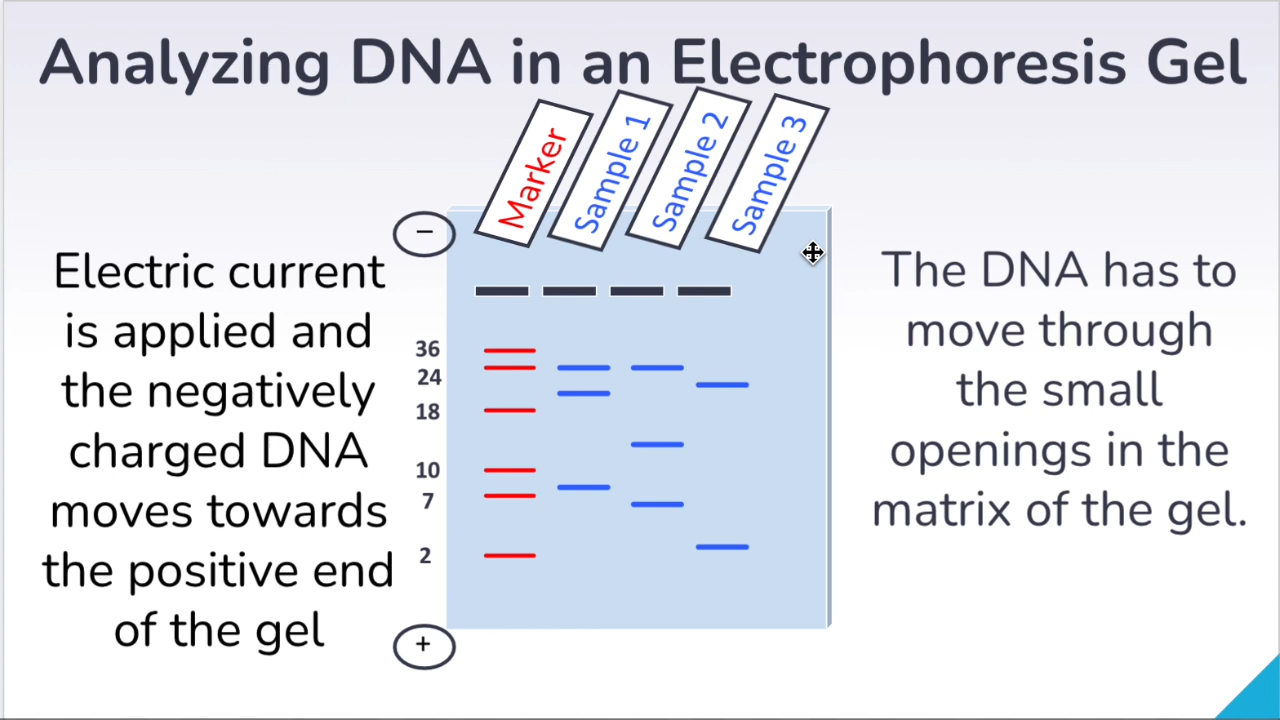 Analyzing DNA in an Electrophoresis Gel
Marker
Sample 1
Sample 2
Sample 3
−
Electric current
is applied and
the negatively
charged DNA
moves towards
the positive end
of the gel
36
24
18
10
7
2
+
The DNA has to
move through
the small
openings in the
matrix of the gel.